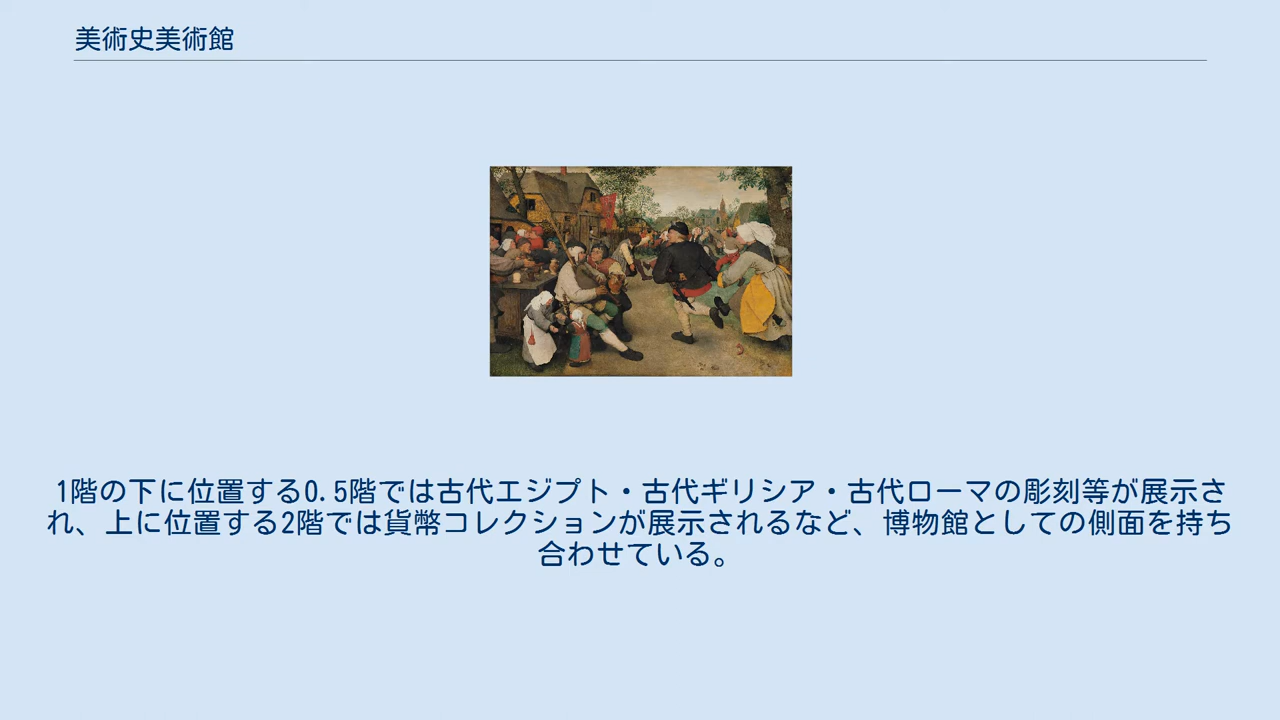 美術史美術館
1階の下に位置する0.5階では古代エジプト・古代ギリシア・古代ローマの彫刻等が展示さ
れ、上に位置する2階では貨幣コレクションが展示されるなど、博物館としての側面を持ち
合わせている。